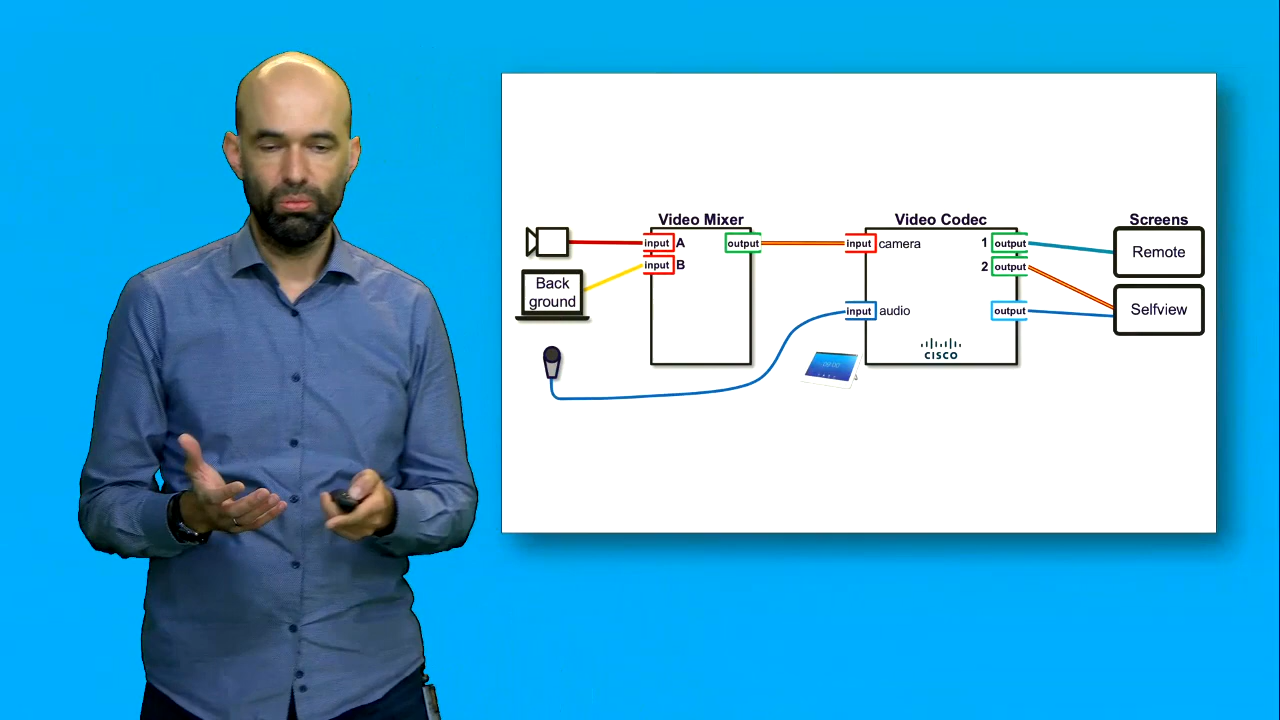 Video Mixer
Video Codec
Screens
input A
output
input camera
1 output
Remote
input B
2 output
Back
ground
input audio
output
Selfview
CISCO